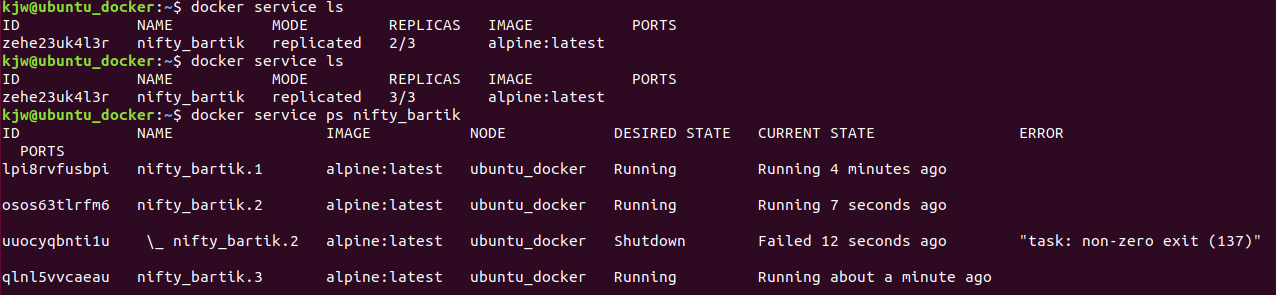 kjw@ubuntu_docker:~$ docker service ls
ID NAME MODE REPLICAS IMAGE PORTS
zehe23uk4l3r nifty_bartik replicated 2/3 alpine:latest
kjw@ubuntu_docker:~$ docker service ls
ID NAME MODE REPLICAS IMAGE PORTS
zehe23uk4l3r nifty_bartik replicated 3/3 alpine:latest
kjw@ubuntu_docker:~$ docker service ps nifty_bartik
ID NAME IMAGE NODE DESIRED STATE CURRENT STATE ERROR
PORTS
lpi8rvfusbpi nifty_bartik.1 alpine:latest ubuntu_docker Running Running 4 minutes ago
osos63tlrfm6 nifty_bartik.2 alpine:latest ubuntu_docker Running Running 7 seconds ago
uuocyqbnti1u \_ nifty_bartik.2 alpine:latest ubuntu_docker Shutdown Failed 12 seconds ago "task: non-zero exit (137)"
qlnl5vvcaeau nifty_bartik.3 alpine:latest ubuntu_docker Running Running about a minute ago